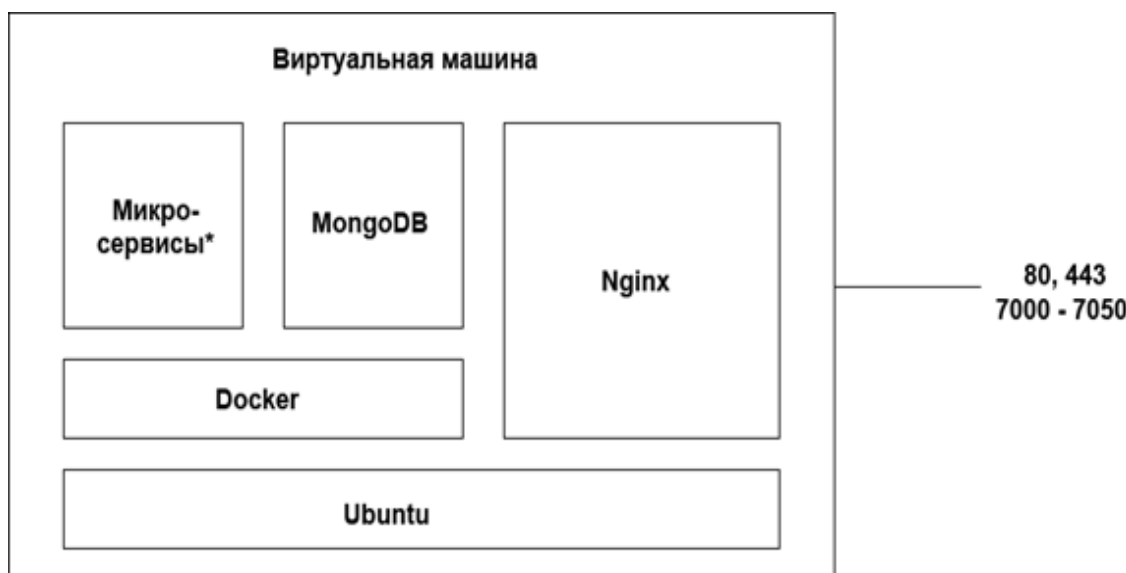 Виртуальная машина
Микро-
сервисы*
MongoDB
Nginx
80, 443
7000 - 7050
Docker
Ubuntu